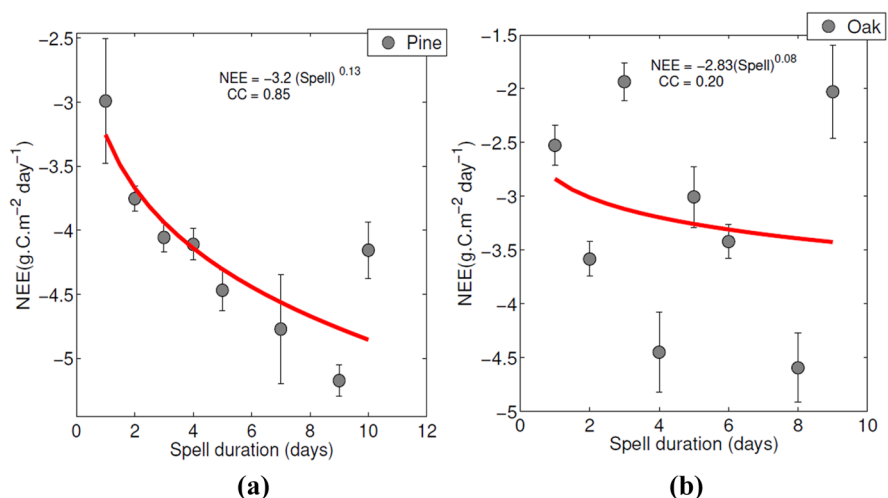 Pine
NEE = −3.2 (Spell) 0.13
CC = 0.85
NEE(g.C.m−2 day−1)
−2.5
−3
−3.5
−4
−4.5
−5
0 2 4 6 8 10 12
Spell duration (days)
(a)
Oak
NEE = −2.83(Spell)0.08
CC = 0.20
NEE(g.C.m−2 day−1)
−1.5
−2
−2.5
−3
−3.5
−4
−4.5
−5
0 2 4 6 8 10
Spell duration (days)
(b)